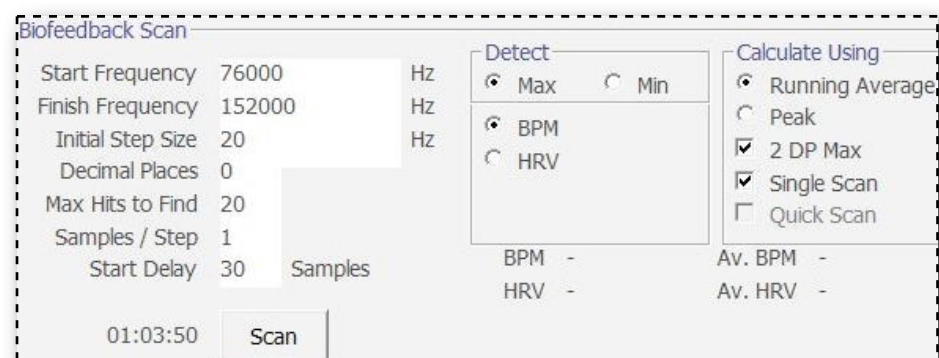 Biofeedback Scan
Start Frequency 76000 Hz
Finish Frequency 152000 Hz
Initial Step Size 20 Hz
Decimal Places 0
Max Hits to Find 20
Samples / Step 1
Start Delay 30 Samples
01:03:50 Scan
Detect
Max Min
BPM
HRV
BPM -
HRV -
Calculate Using
Running Average
Peak
2 DP Max
Single Scan
Quick Scan
Av. BPM -
Av. HRV -